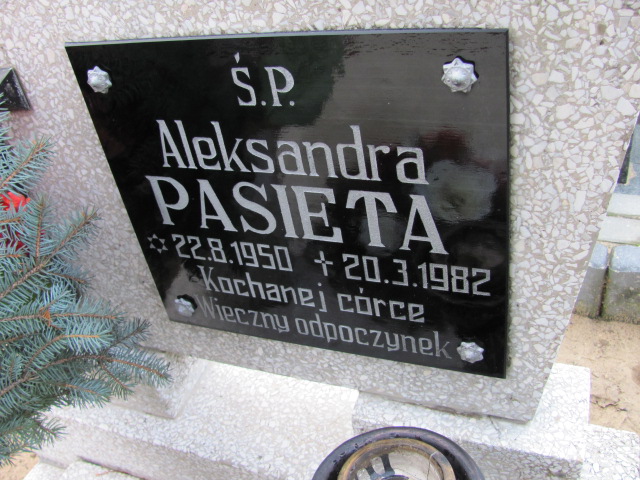 Ś.P.
Aleksandra
PASIETA
✡ 22.8.1950 ✝ 20.3.1982
Kochanej córce
Wieczny odpoczynek